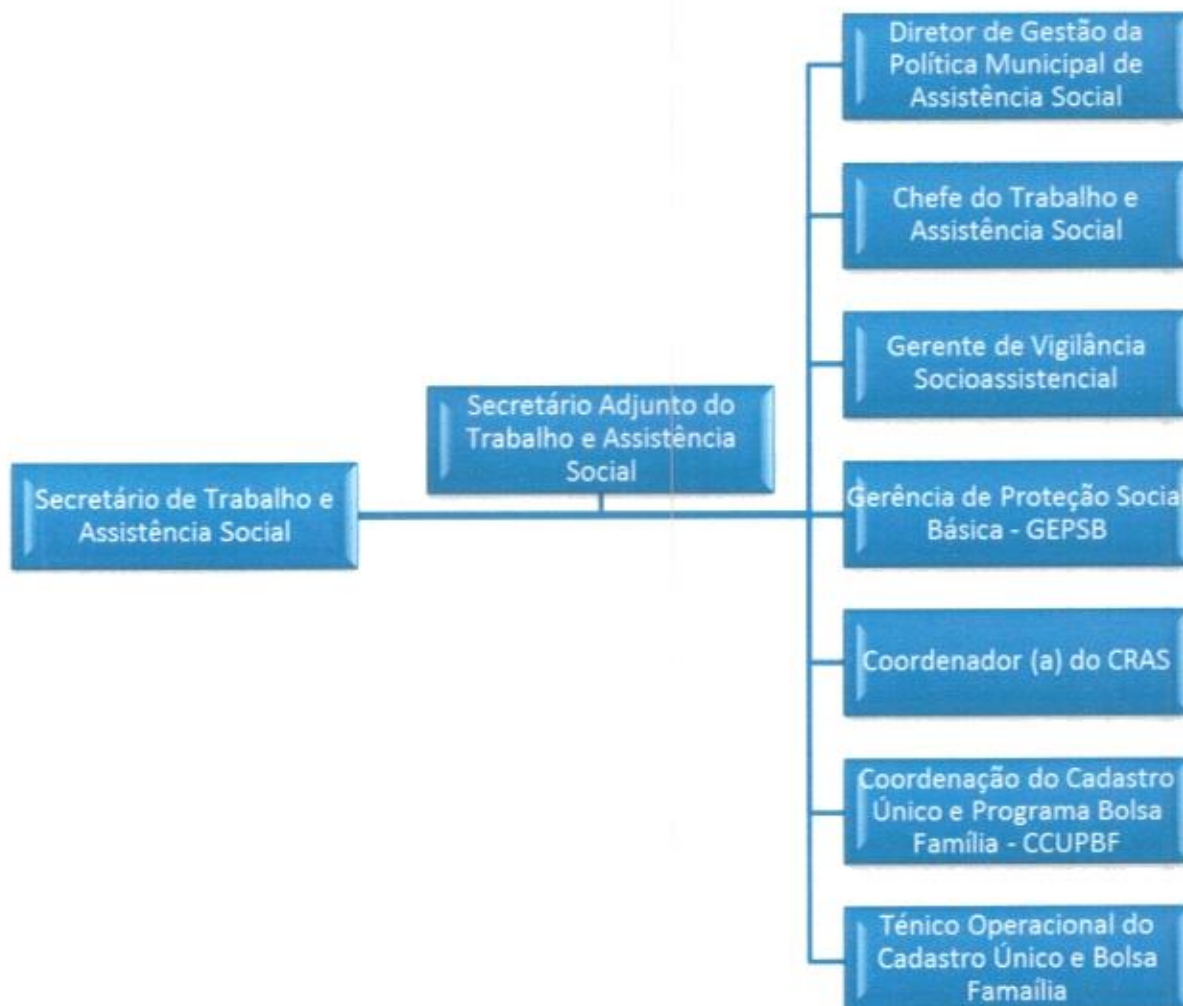 Diretor de Gestão da
Política Municipal de
Assistência Social
Chefe do Trabalho e
Assistência Social
Gerente de Vigilância
Socioassistencial
Secretário Adjunto do
Trabalho e Assistência
Social
Secretário de Trabalho e
Assistência Social
Gerência de Proteção Social
Básica - GEPSB
Coordenador (a) do CRAS
Coordenação do Cadastro
Único e Programa Bolsa
Família - CCUPBF
Ténico Operacional do
Cadastro Único e Bolsa
Famaília